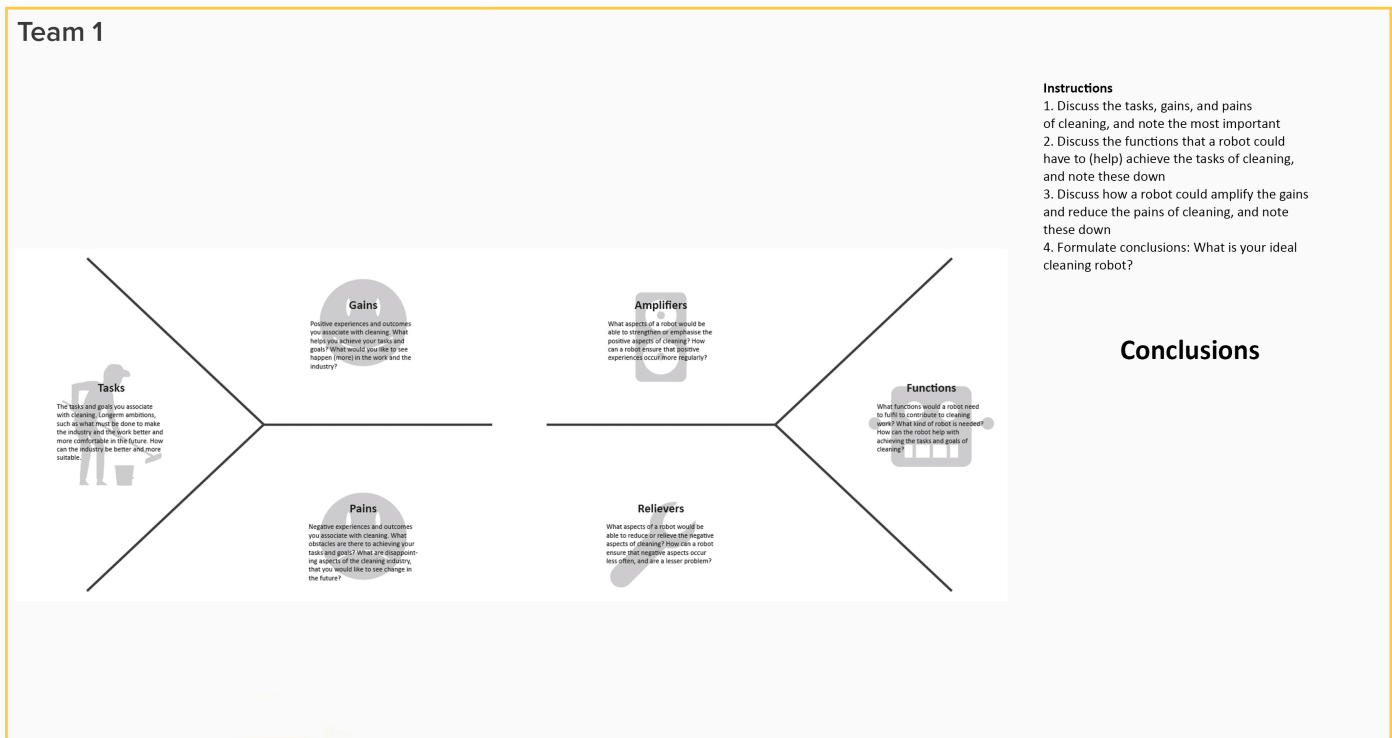 Team 1
Instructions
1. Discuss the tasks, gains, and pains
of cleaning, and note the most important
2. Discuss the functions that a robot could
have to (help) achieve the tasks of cleaning,
and note these down
3. Discuss how a robot could amplify the gains
and reduce the pains of cleaning, and note
these down
4. Formulate conclusions: What is your ideal
cleaning robot?
Conclusions
Tasks
The tasks and goals you associate
with cleaning. Longerm ambitions,
such as what must be done to make
the industry and the work better and
more comfortable in the future. How
can the industry be better and more
suitable.
Gains
Positive experiences and outcomes
you associate with cleaning. What
helps you achieve your tasks and
goals? What would you like to see
happen (more) in the work and the
industry?
Pains
Negative experiences and outcomes
you associate with cleaning. What
obstacles are there to achieving your
tasks and goals? What are disappoint-
ing aspects of the cleaning industry,
that you would like to see change in
the future?
Amplifiers
What aspects of a robot would be
able to strengthen or emphasise the
positive aspects of cleaning? How
can a robot ensure that positive
experiences occur more regularly?
Relievers
What aspects of a robot would be
able to reduce or relieve the negative
aspects of cleaning? How can a robot
ensure that negative aspects occur
less often, and are a lesser problem?
Functions
What functions would a robot need
to fulfil to contribute to cleaning
work? What kind of robot is needed?
How can the robot help with
achieving the tasks and goals of
cleaning?